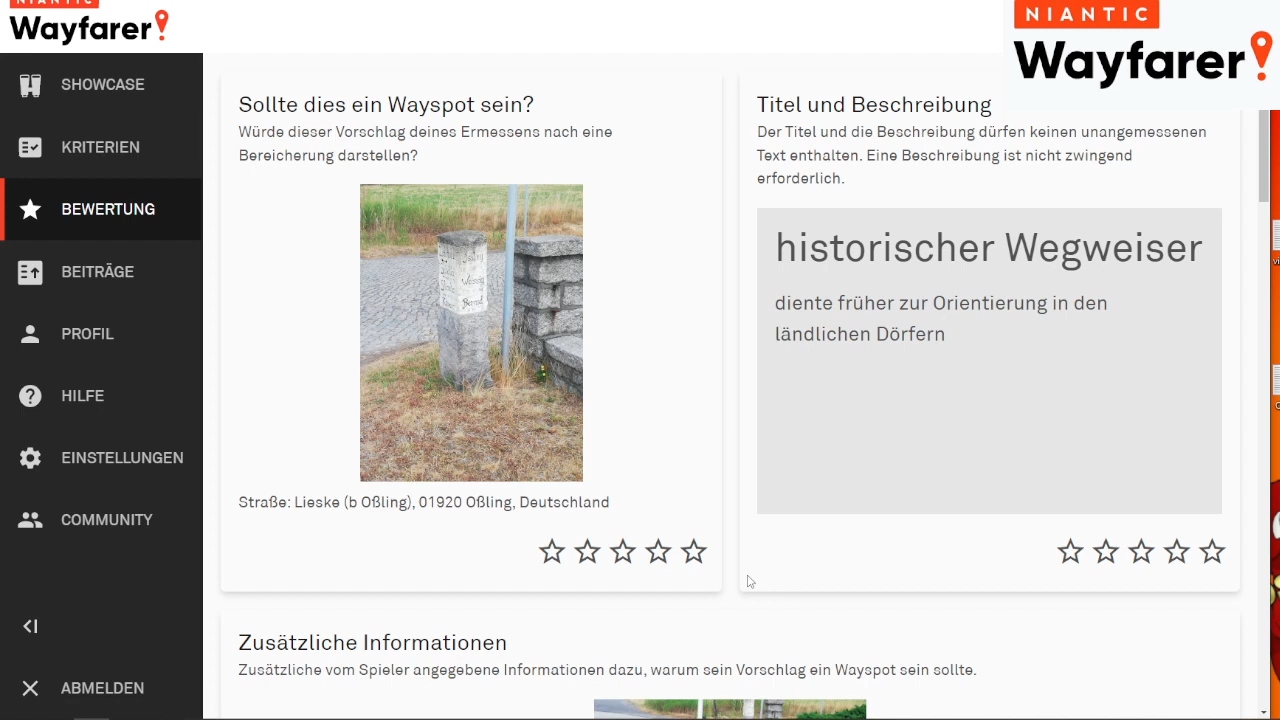 NIANTIC
Wayfarer
NIANTIC
Wayfarer
SHOWCASE
KRITERIEN
BEWERTUNG
BEITRÄGE
PROFIL
HILFE
EINSTELLUNGEN
COMMUNITY
ABMELDEN
Sollte dies ein Wayspot sein?
Würde dieser Vorschlag deines Ermessens nach eine
Bereicherung darstellen?
Straße: Lieske (b Oßling), 01920 Oßling, Deutschland
Titel und Beschreibung
Der Titel und die Beschreibung dürfen keinen unangemessenen
Text enthalten. Eine Beschreibung ist nicht zwingend
erforderlich.
historischer Wegweiser
diente früher zur Orientierung in den
ländlichen Dörfern
Zusätzliche Informationen
Zusätzliche vom Spieler angegebene Informationen dazu, warum sein Vorschlag ein Wayspot sein sollte.